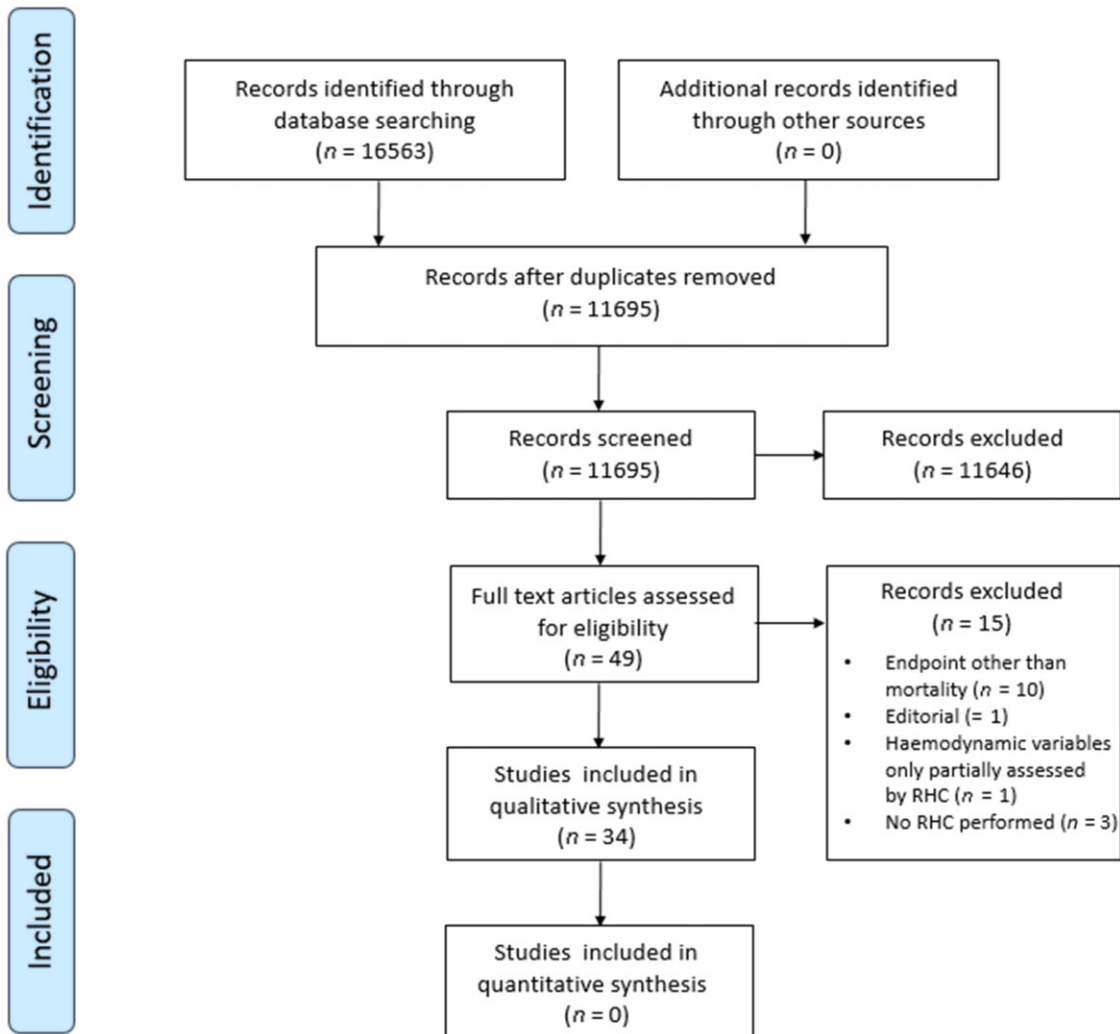 Identification
Records identified through
database searching
(n = 16563)
Additional records identified
through other sources
(n = 0)
Records after duplicates removed
(n = 11695)
Screening
Records screened
(n = 11695)
Records excluded
(n = 11646)
Eligibility
Full text articles assessed
for eligibility
(n = 49)
Records excluded
(n = 15)
• Endpoint other than
mortality (n = 10)
• Editorial (= 1)
• Haemodynamic variables
only partially assessed
by RHC (n = 1)
• No RHC performed (n = 3)
Studies included in
qualitative synthesis
(n = 34)
Included
Studies included in
quantitative synthesis
(n = 0)